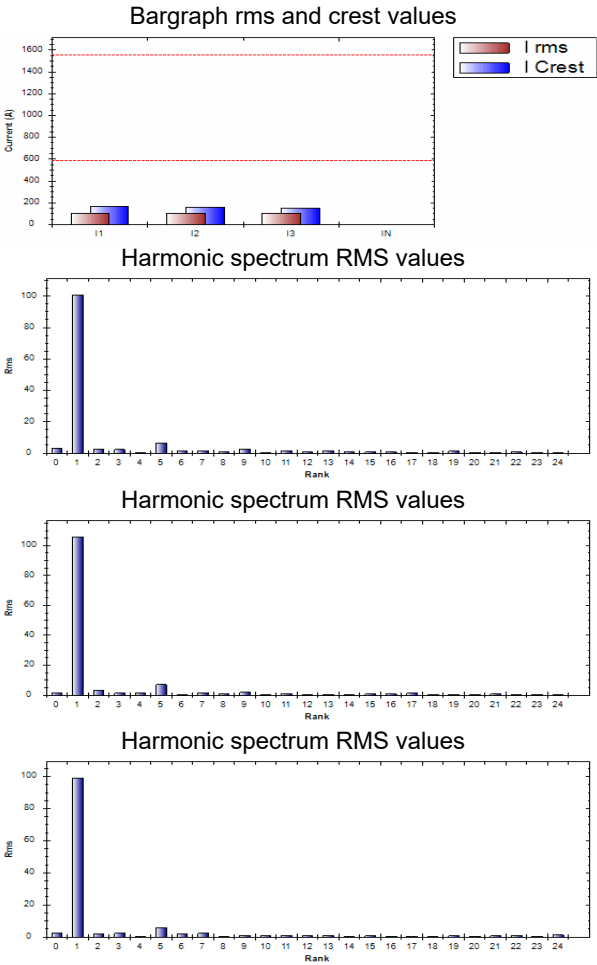 Bargraph rms and crest values
I rms
I Crest
1600
1400
1200
1000
800
600
400
200
0
Current (A)
I1 I2 I3 IN
Harmonic spectrum RMS values
100
80
60
40
20
0
Rms
0 1 2 3 4 5 6 7 8 9 10 11 12 13 14 15 16 17 18 19 20 21 22 23 24
Rank
Harmonic spectrum RMS values
100
80
60
40
20
0
Rms
0 1 2 3 4 5 6 7 8 9 10 11 12 13 14 15 16 17 18 19 20 21 22 23 24
Rank
Harmonic spectrum RMS values
100
80
60
40
20
0
Rms
0 1 2 3 4 5 6 7 8 9 10 11 12 13 14 15 16 17 18 19 20 21 22 23 24
Rank